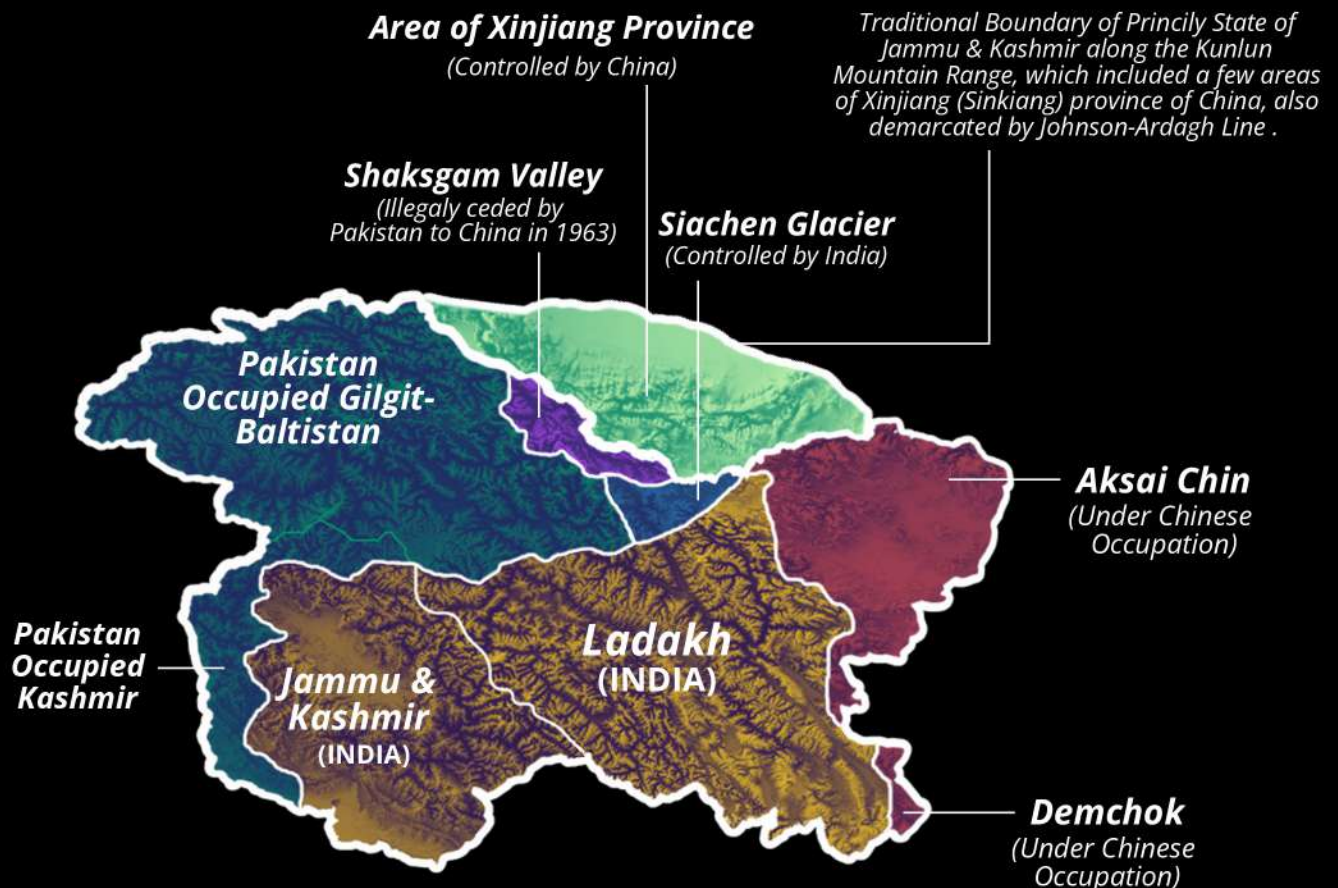 Area of Xinjiang Province
(Controlled by China)
Traditional Boundary of Princily State of
Jammu & Kashmir along the Kunlun
Mountain Range, which included a few areas
of Xinjiang (Sinkiang) province of China, also
demarcated by Johnson-Ardagh Line .
Shaksgam Valley
(Illegaly ceded by
Pakistan to China in 1963)
Siachen Glacier
(Controlled by India)
Pakistan
Occupied Gilgit-
Baltistan
Aksai Chin
(Under Chinese
Occupation)
Pakistan
Occupied
Kashmir
Jammu &
Kashmir
(INDIA)
Ladakh
(INDIA)
Demchok
(Under Chinese
Occupation)